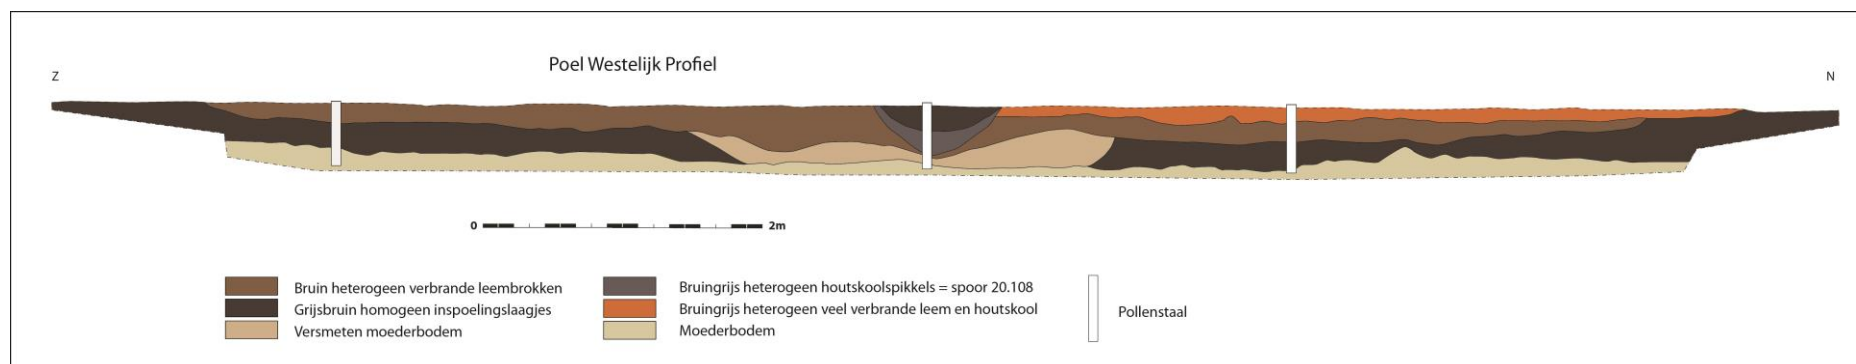 Poel Westelijk Profiel
Z
N
0 2m
Bruin heterogeen verbrande leembrokken
Grijsbruin homogeen inspoelingslaagjes
Versmeten moederbodem
Bruingrijs heterogeen houtskoolspikkels = spoor 20.108
Bruingrijs heterogeen veel verbrande leem en houtskool
Moederbodem
Pollenstaal